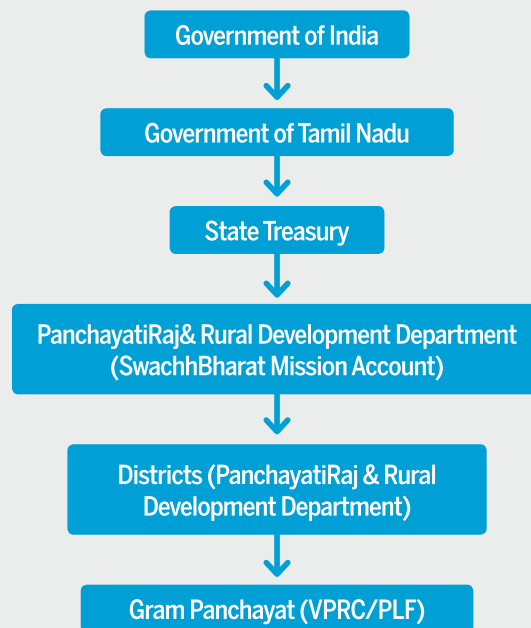 Government of India
Government of Tamil Nadu
State Treasury
PanchayatiRaj& Rural Development Department
(SwachhBharat Mission Account)
Districts (PanchayatiRaj & Rural
Development Department)
Gram Panchayat (VPRC/PLF)